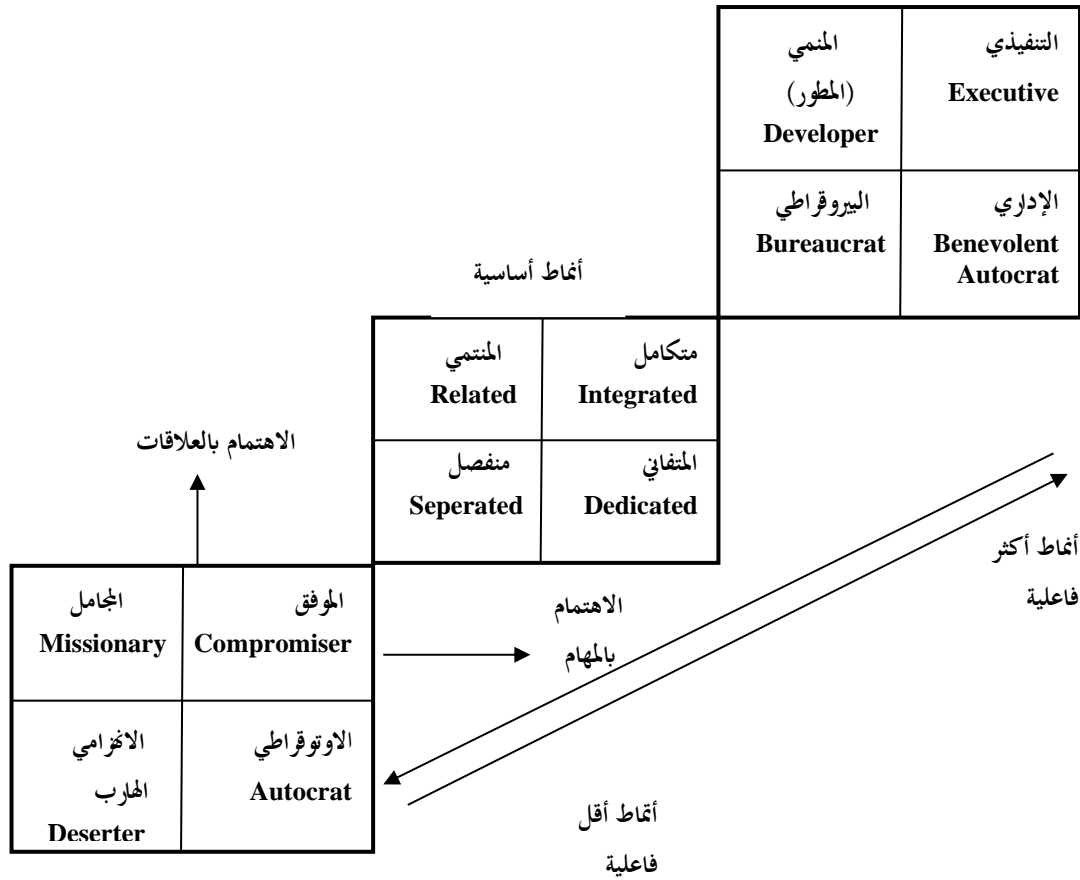 المنمي
(المطور)
Developer
التنفيذي
Executive
البيروقراطي
Bureaucrat
الإداري
Benevolent
Autocrat
أنماط أساسية
المنتمي
Related
متكامل
Integrated
منفصل
Seperated
المتفاني
Dedicated
الاهتمام بالعلاقات
أنماط أكثر
فاعلية
المجامل
Missionary
الموفق
Compromiser
الاهتمام
بالمهام
الانهزامي
الهارب
Deserter
الاوتوقراطي
Autocrat
أنماط أقل
فاعلية